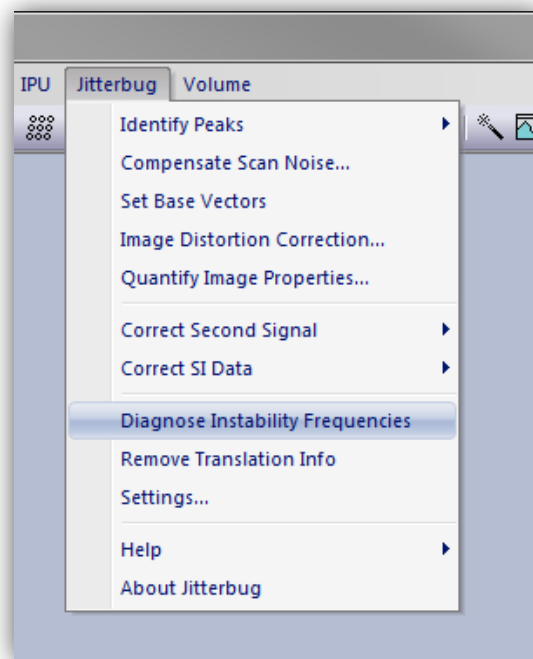 IPU Jitterbug Volume
Identify Peaks
Compensate Scan Noise...
Set Base Vectors
Image Distortion Correction...
Quantify Image Properties...
Correct Second Signal
Correct SI Data
Diagnose Instability Frequencies
Remove Translation Info
Settings...
Help
About Jitterbug